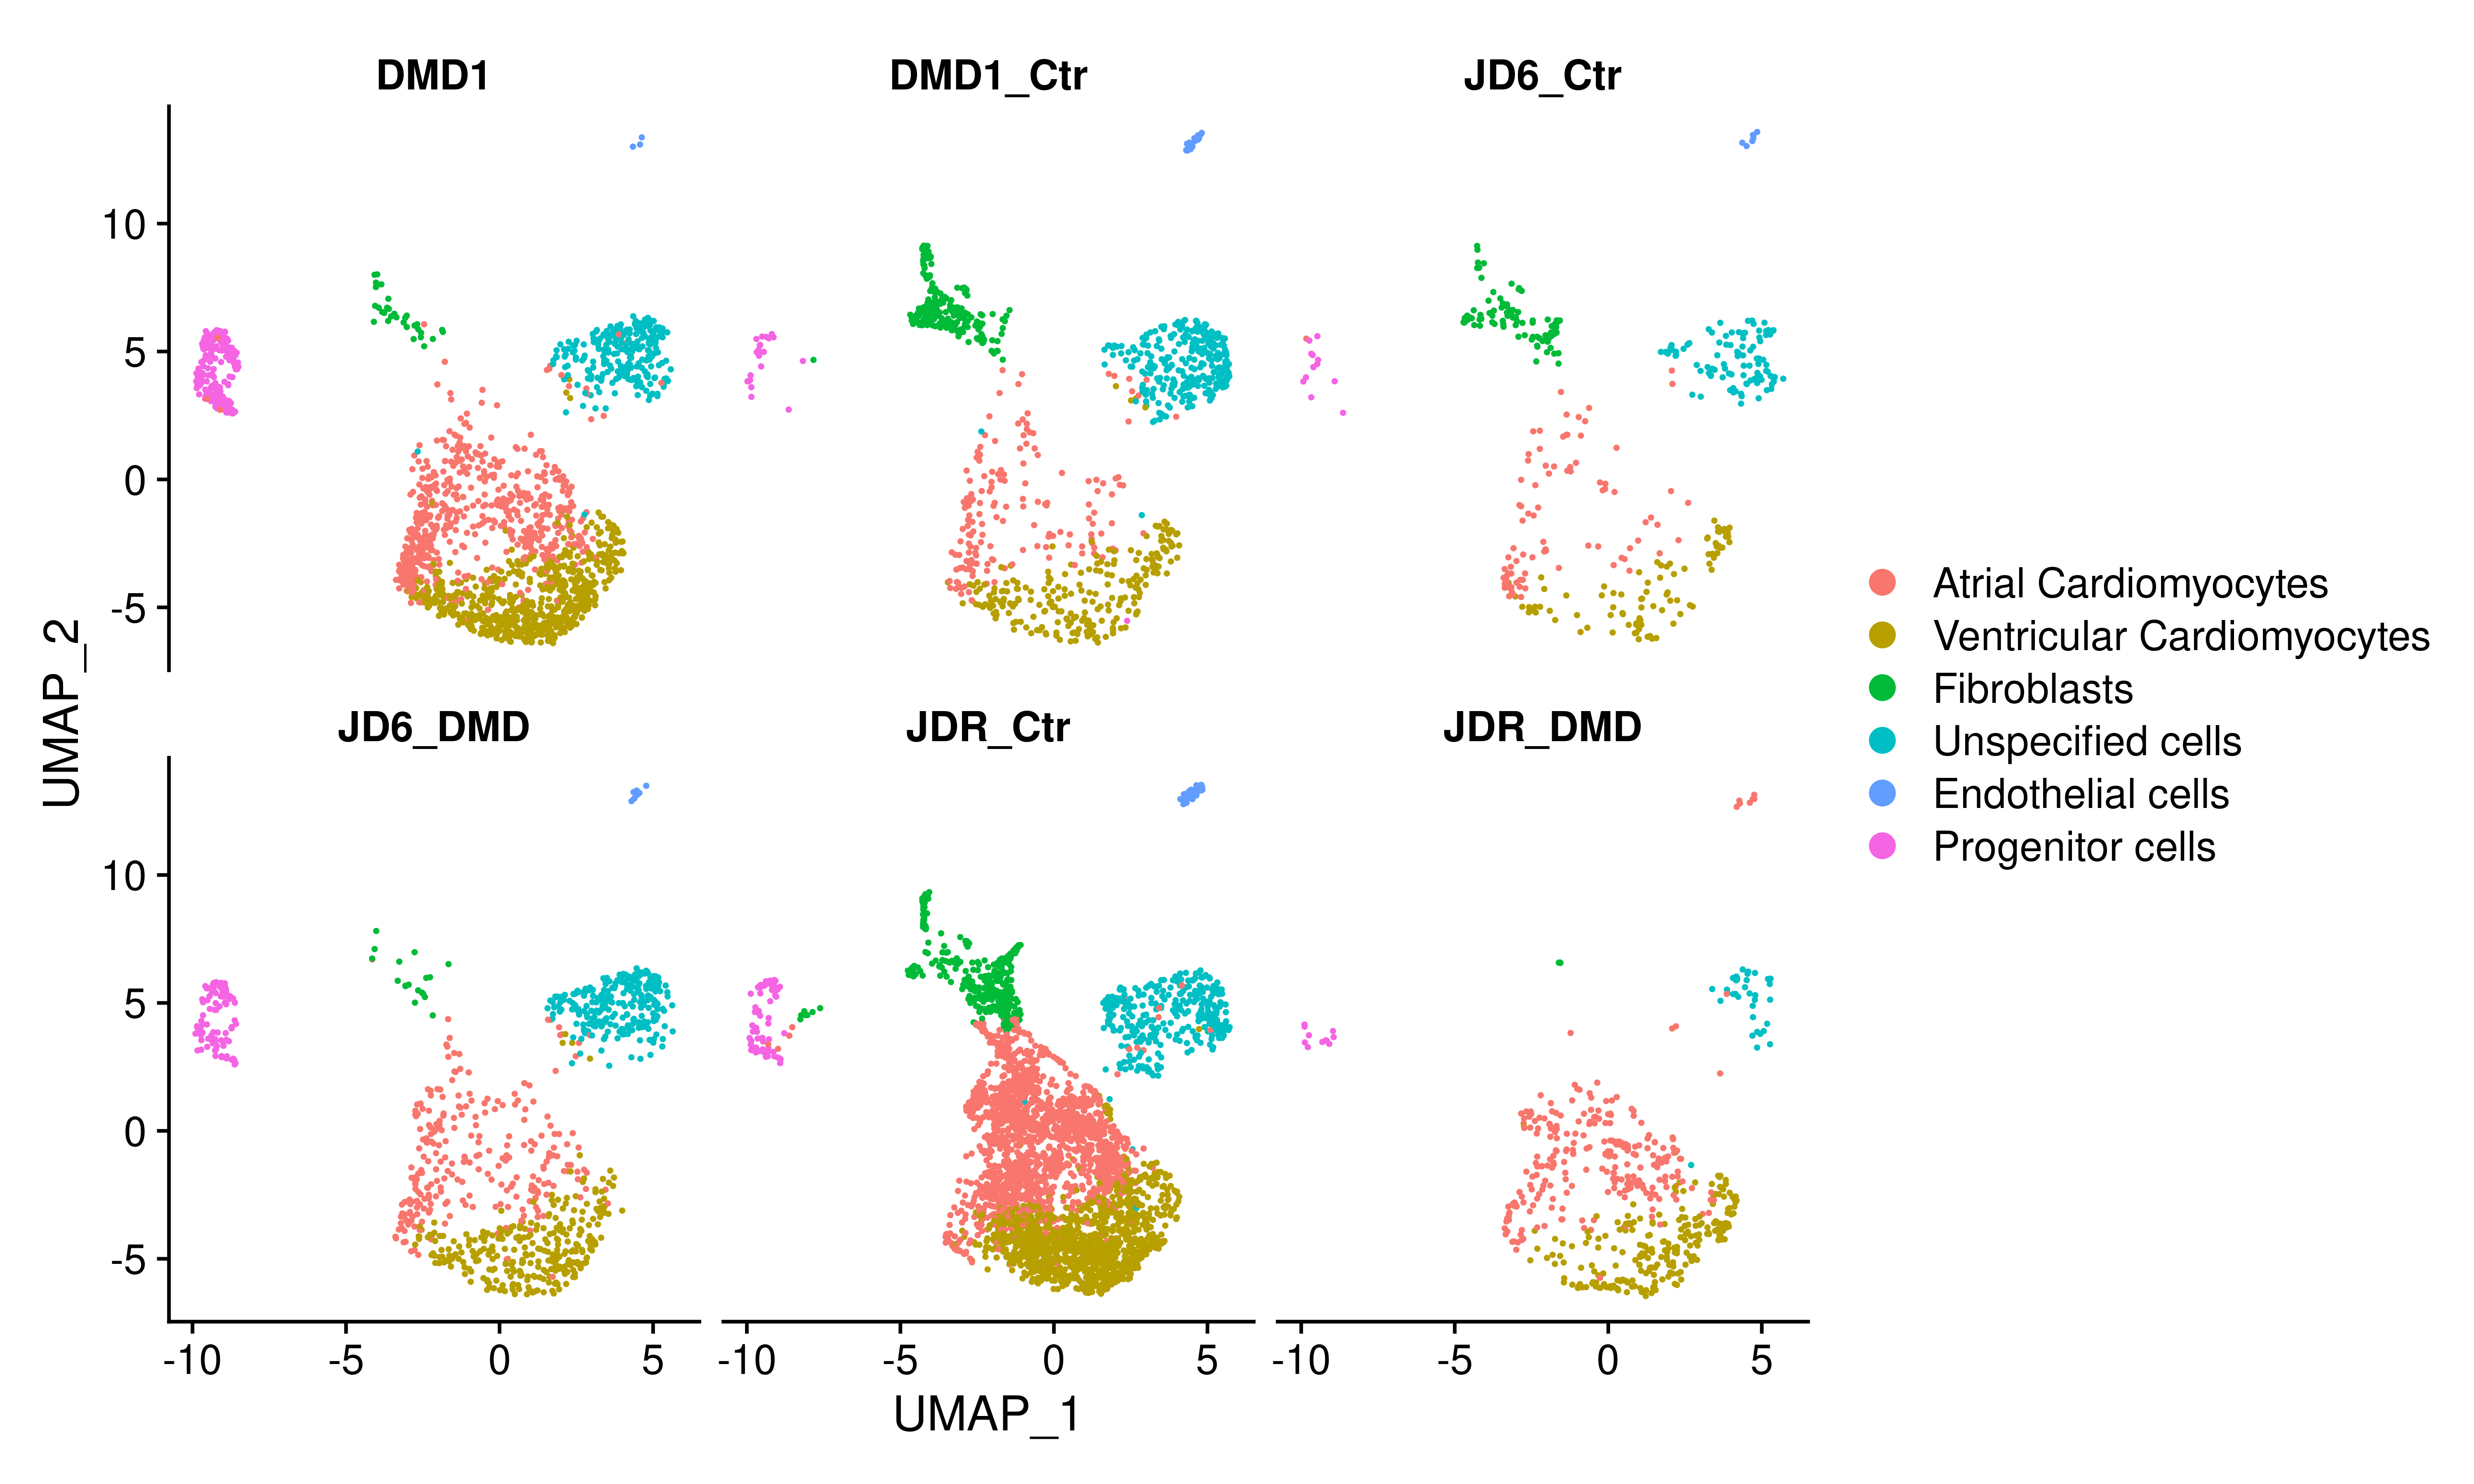 DMD1
DMD1_Ctr
JD6_Ctr
10
5
0
-5
JD6_DMD
JDR_Ctr
JDR_DMD
10
5
0
-5
-10 -5 0 5
-10 -5 0 5
-10 -5 0 5
UMAP_1
UMAP_2
Atrial Cardiomyocytes
Ventricular Cardiomyocytes
Fibroblasts
Unspecified cells
Endothelial cells
Progenitor cells